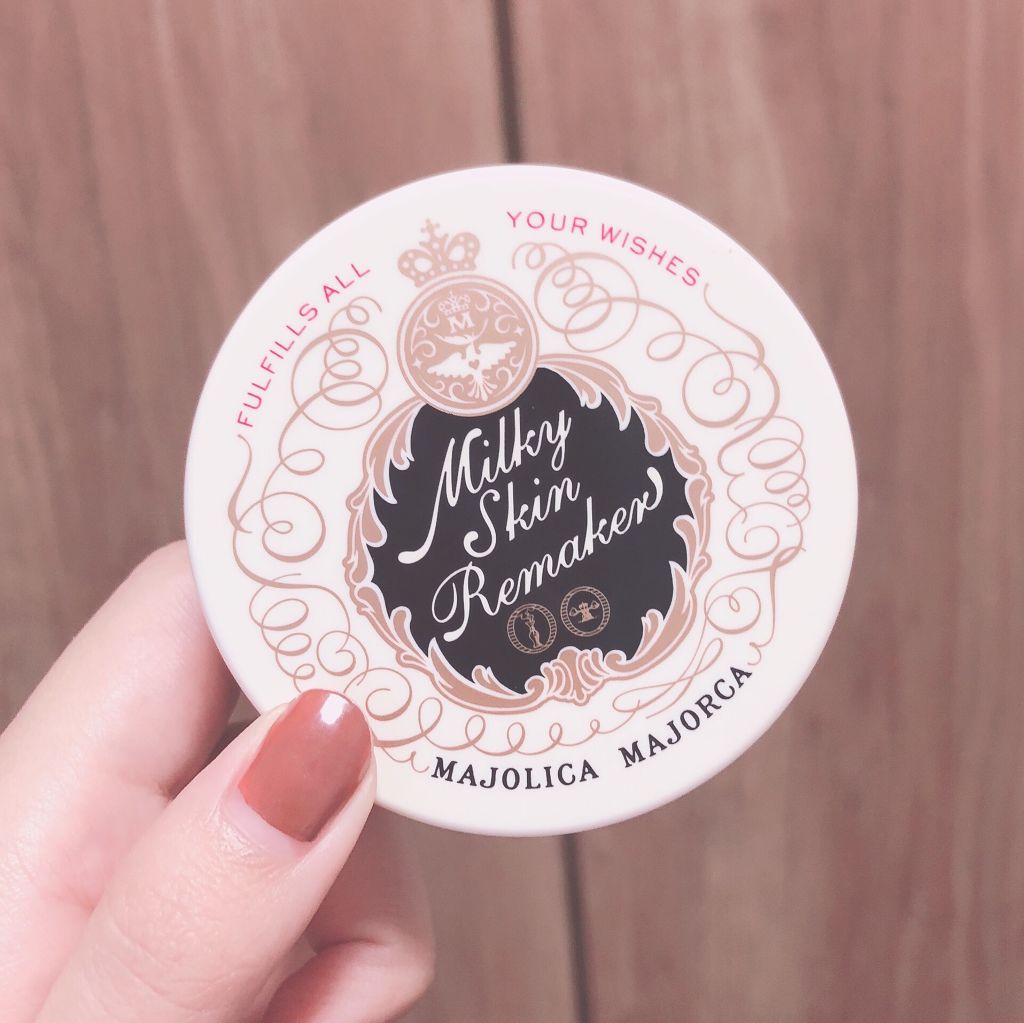 FULFILLS ALL
YOUR WISHES
M
Milky
Skin
Remaker
MAJOLICA MAJORCA